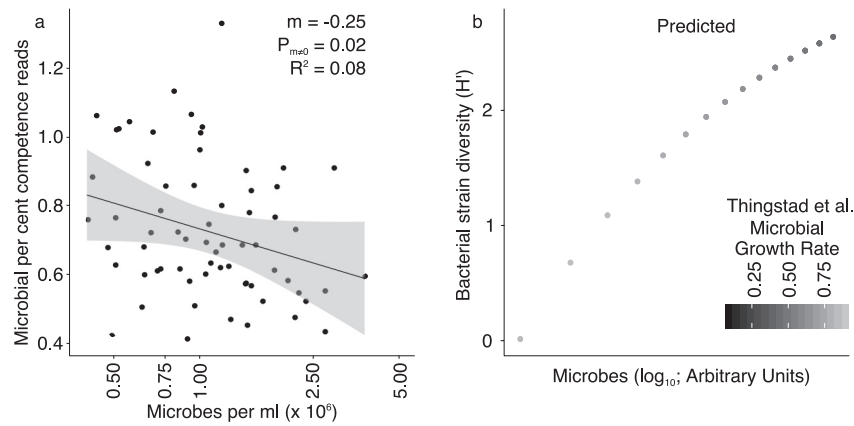 a
m = -0.25
P m≠0 = 0.02
R² = 0.08
Microbial per cent competence reads
1.2
1.0
0.8
0.6
0.4
0.50
0.75
1.00
2.50
5.00
Microbes per ml (x 10⁶)
b
Predicted
Bacterial strain diversity (H')
2
1
0
Thingstad et al.
Microbial
Growth Rate
0.25
0.50
0.75
Microbes (log₁₀; Arbitrary Units)